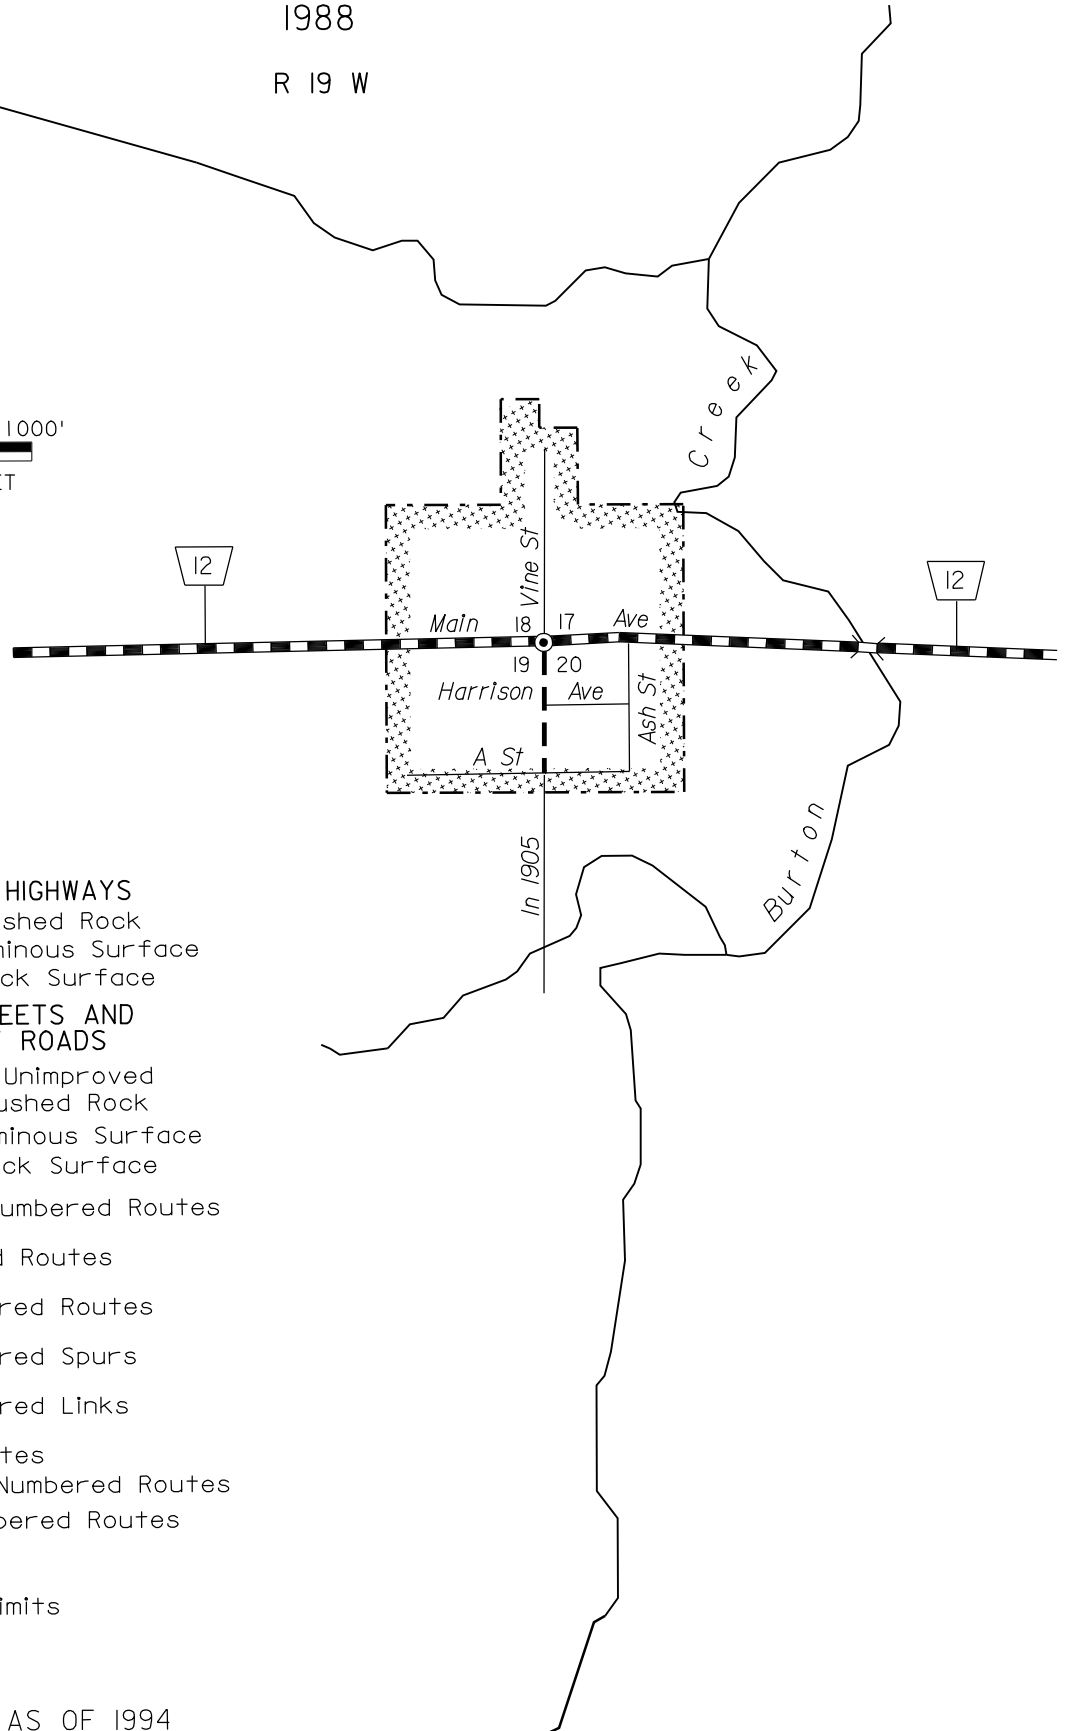 1988
R 19 W
Creek
1000'
12
12
Vine St
Main Ave
18 17
19 20
Harrison Ave
Ash St
A St
In 1905
Burton
HIGHWAYS
shed Rock
minous Surface
ck Surface
EETS AND
ROADS
Unimproved
ushed Rock
minous Surface
ck Surface
umbered Routes
d Routes
red Routes
red Spurs
red Links
tes
Numbered Routes
bered Routes
imits
AS OF 1994